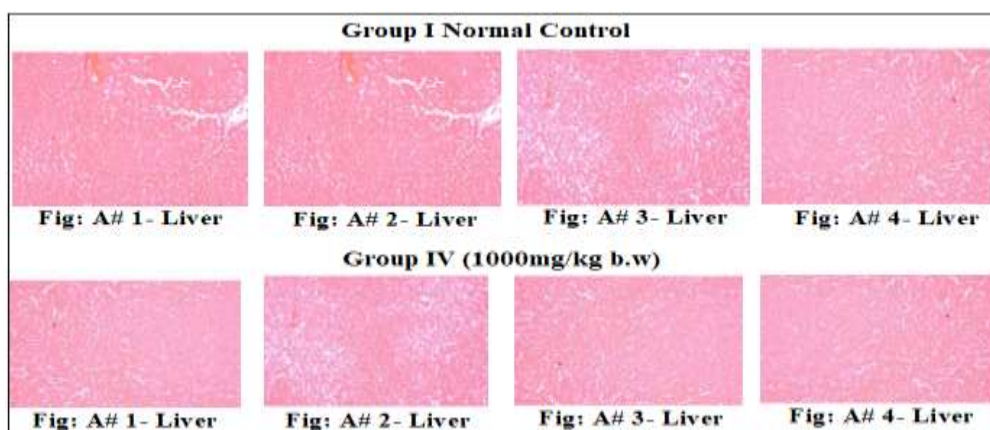 Group I Normal Control
Fig: A# 1- Liver Fig: A# 2- Liver Fig: A# 3- Liver Fig: A# 4- Liver
Group IV (1000mg/kg b.w)
Fig: A# 1- Liver Fig: A# 2- Liver Fig: A# 3- Liver Fig: A# 4- Liver